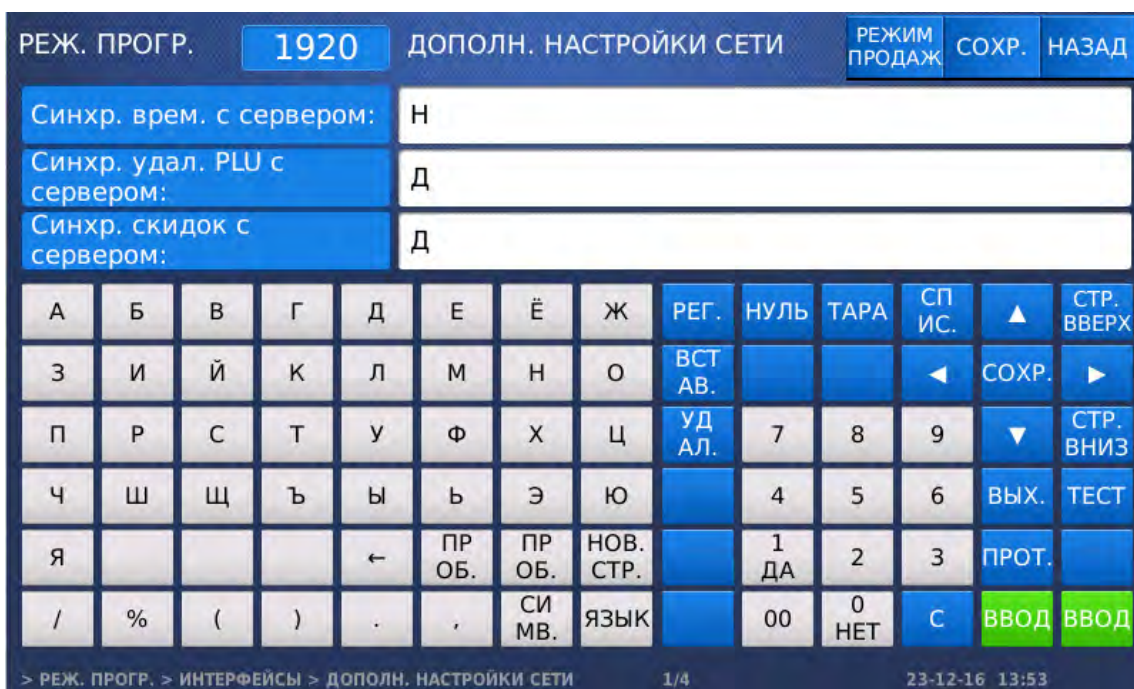 РЕЖ. ПРОГР. 1920 ДОПОЛН. НАСТРОЙКИ СЕТИ РЕЖИМ ПРОДАЖ СОХР. НАЗАД
Синхр. врем. с сервером: Н
Синхр. удал. PLU с
сервером: Д
Синхр. скидок с
сервером: Д
А Б В Г Д Е Ё Ж РЕГ. НУЛЬ ТАРА СП ИС. ▲ СТР. ВВЕРХ
З И Й К Л М Н О ВСТ АВ. ◄ СОХР. ►
П Р С Т У Ф Х Ц УД АЛ. 7 8 9 ▼ СТР. ВНИЗ
Ч Ш Щ Ъ Ы Ь Э Ю 4 5 6 ВЫХ. ТЕСТ
Я ← ПР ОБ. ПР ОБ. НОВ. СТР. 1 ДА 2 3 ПРОТ.
/ % ( ) . , СИ МВ. ЯЗЫК 00 0 НЕТ С ВВОД ВВОД
> РЕЖ. ПРОГР. > ИНТЕРФЕЙСЫ > ДОПОЛН. НАСТРОЙКИ СЕТИ 1/4 23-12-16 13:53